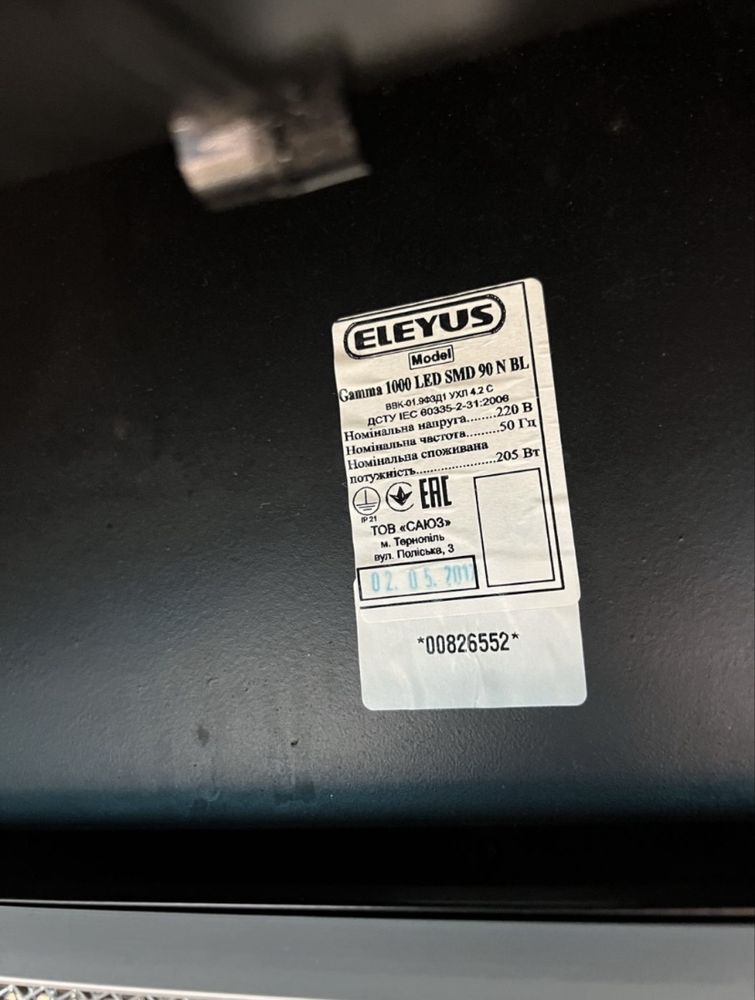 ELEYUS
Model
Gamma 1000 LED SMD 90 N BL
ВВК-01.9ФЗД1 УХЛ 4.2 С
ДСТУ IEC 60335-2-31:2006
Номінальна напруга........220 В
Номінальна частота.........50 Гц
Номінальна споживана
потужність......................205 Вт
EAC
IP 21
ТОВ «САЮЗ»
м. Тернопіль
вул. Поліська, 3
02. 05. 2017
*00826552*